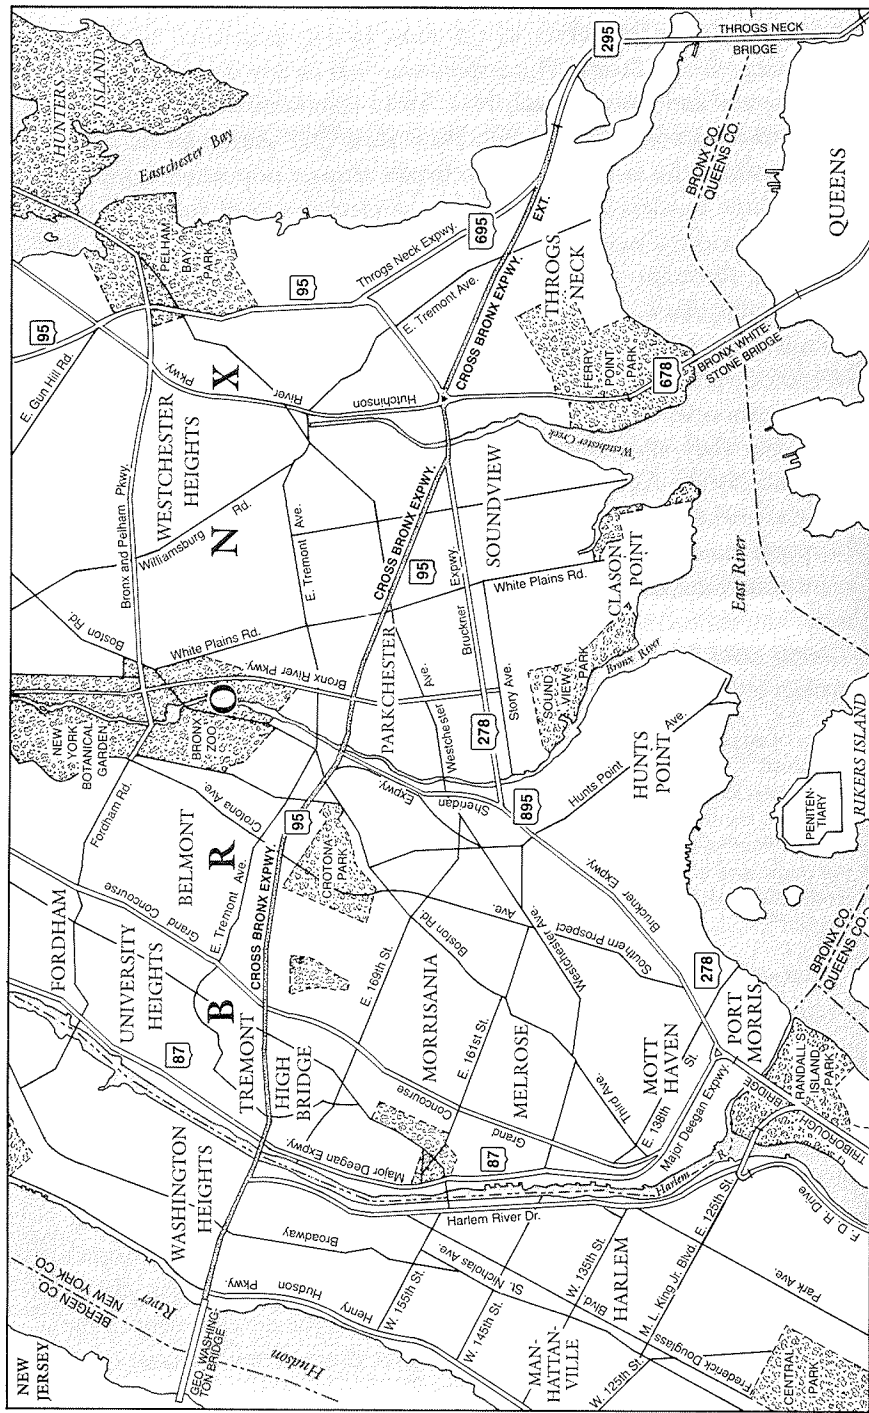 NEW
JERSEY
BERGEN CO.
NEW YORK CO.
Hudson
River
GEO. WASHING-
TON BRIDGE
WASHINGTON
HEIGHTS
Henry
Hudson
Pkwy.
Broadway
W. 155th St.
St. Nicholas Ave.
W. 145th St.
MAN-
HATTAN-
VILLE
W. 135th St.
HARLEM
W. 125th St.
M. L. King Jr. Blvd.
E. 125th St.
Frederick
Douglass
Blvd
CENTRAL
PARK
Park Ave.
F. D. R. Drive
Harlem River Dr.
Harlem R.
TRIBOROUGH
BRIDGE
RANDALL'S
ISLAND
PARK
FORDHAM
UNIVERSITY
HEIGHTS
87
TREMONT
HIGH
BRIDGE
Major Deegan Expwy.
87
MORRISANIA
MELROSE
Grand
Concourse
Grand
Concourse
E. 169th St.
E. 161st St.
Third Ave.
E. 138th
St.
MOTT
HAVEN
Major Deegan Expwy.
PORT
MORRIS
278
B R O N X
BELMONT
Fordham Rd.
Crotona Ave.
E. Tremont Ave.
CROSS BRONX EXPWY.
95
CROTONA
PARK
Boston Rd.
Prospect
Ave.
Southern
Westchester Ave.
Bruckner Expwy.
895
Sheridan
Expwy.
HUNTS
POINT
Hunts Point Ave.
PENITEN-
TIARY
RIKERS ISLAND
BRONX CO.
QUEENS CO.
NEW
YORK
BOTANICAL
GARDEN
BRONX
ZOO
Boston Rd.
Bronx and Pelham Pkwy.
White Plains Rd.
Bronx River Pkwy.
PARKCHESTER
Westchester
Ave.
278
Bruckner
Expwy.
Story Ave.
SOUND
VIEW
PARK
Bronx River
White Plains Rd.
CLASON
POINT
SOUNDVIEW
East River
WESTCHESTER
HEIGHTS
Williamsburg Rd.
E. Tremont Ave.
CROSS BRONX EXPWY.
95
E. Gun Hill Rd.
95
Hutchinson
River
Pkwy.
Westchester Creek
HUNTERS
ISLAND
Eastchester Bay
PELHAM
BAY
PARK
95
Throgs Neck Expwy.
695
E. Tremont Ave.
CROSS BRONX EXPWY. EXT.
THROGS
NECK
FERRY
POINT
PARK
678
BRONX WHITE-
STONE BRIDGE
295
THROGS NECK
BRIDGE
BRONX CO.
QUEENS CO.
QUEENS